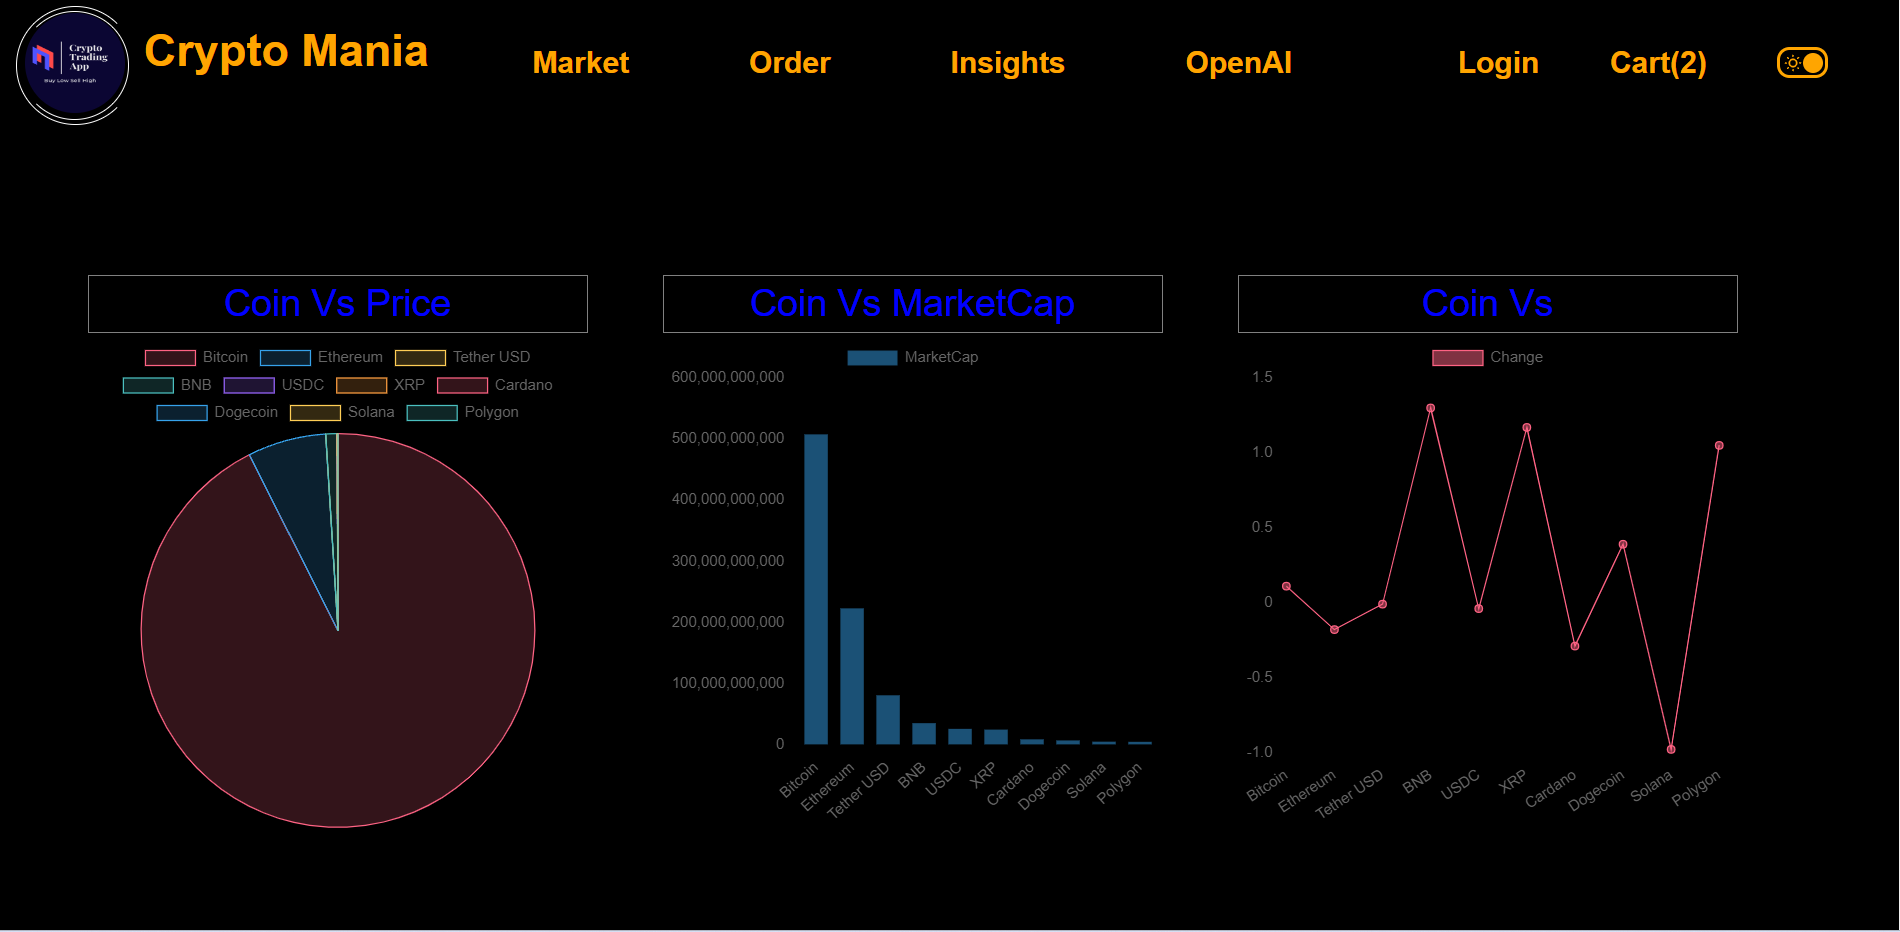 Crypto
Trading
App
Buy Low Sell High
Crypto Mania
Market Order Insights OpenAI Login Cart(2)
Coin Vs Price
Bitcoin Ethereum Tether USD
BNB USDC XRP Cardano
Dogecoin Solana Polygon
Coin Vs MarketCap
MarketCap
600,000,000,000
500,000,000,000
400,000,000,000
300,000,000,000
200,000,000,000
100,000,000,000
0
Bitcoin
Ethereum
Tether USD
BNB
USDC
XRP
Cardano
Dogecoin
Solana
Polygon
Coin Vs
Change
1.5
1.0
0.5
0
-0.5
-1.0
Bitcoin
Ethereum
Tether USD
BNB
USDC
XRP
Cardano
Dogecoin
Solana
Polygon